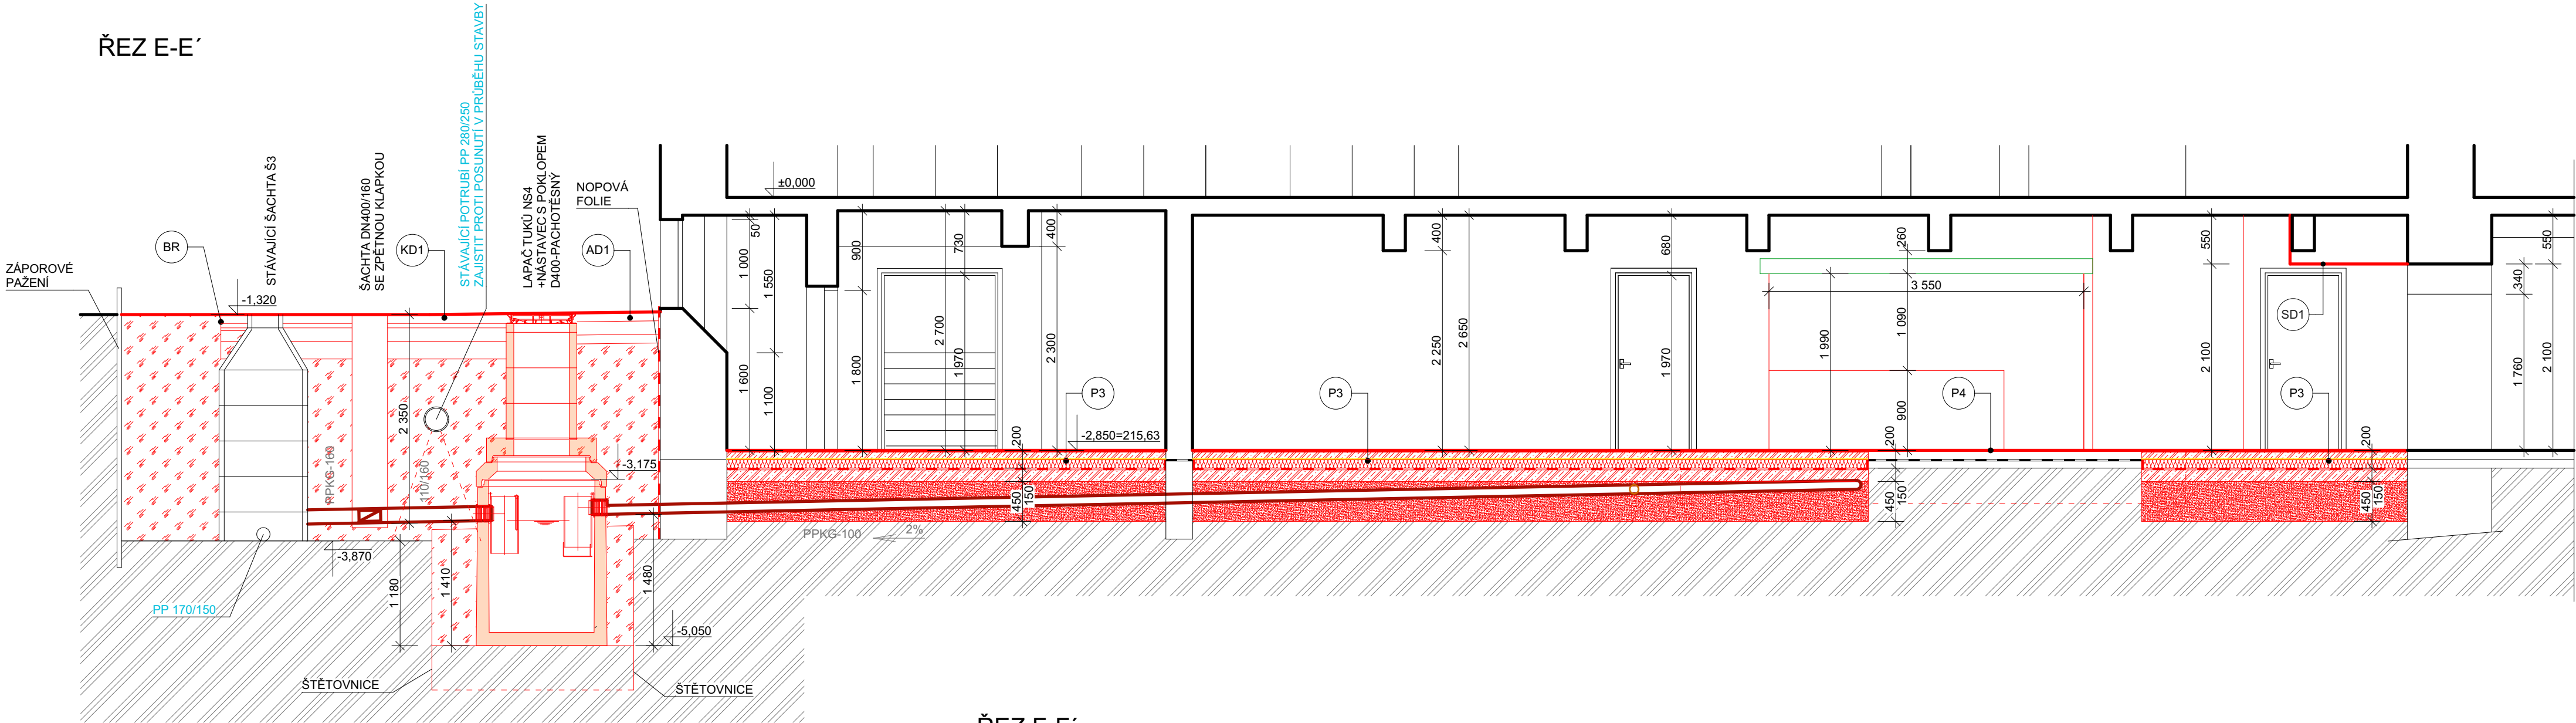 ŘEZ E-E´
ZÁPOROVÉ
PAŽENÍ
BR
STÁVAJÍCÍ ŠACHTA Š3
ŠACHTA DN400/160
SE ZPĚTNOU KLAPKOU
KD1
STÁVAJÍCÍ POTRUBÍ PP 280/250
ZAJISTIT PROTI POSUNUTÍ V PRŮBĚHU STAVBY
LAPAČ TUKŮ NS4
+NÁSTAVEC S POKLOPEM
D400-PACHOTĚSNÝ
AD1
NOPOVÁ
FOLIE
±0,000
-1,320
50
1 000
1 550
1 600
1 100
900
1 800
2 700
730
1 970
400
2 300
200
P3
-2,850=215,63
P3
400
2 250
2 650
680
1 970
3 550
1 990
260
1 090
900
200
P4
550
2 100
SD1
P3
200
340
1 760
550
2 100
2 350
PPKG-100
110/160
-3,175
-3,870
1 180
1 410
1 480
-5,050
PP 170/150
ŠTĚTOVNICE
ŠTĚTOVNICE
PPKG-100
2%
450
150
450
150
450
150